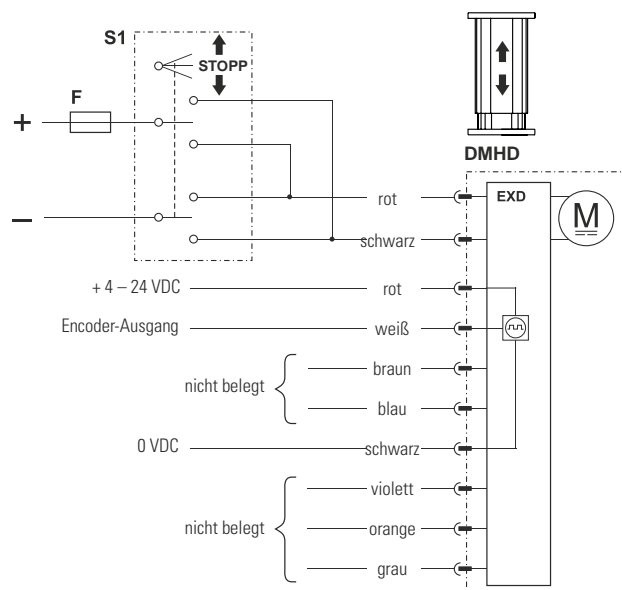 S1
STOPP
F
+
–
DMHD
EXD
M
rot
schwarz
+ 4 – 24 VDC
rot
Encoder-Ausgang
weiß
braun
nicht belegt
blau
0 VDC
schwarz
violett
nicht belegt
orange
grau